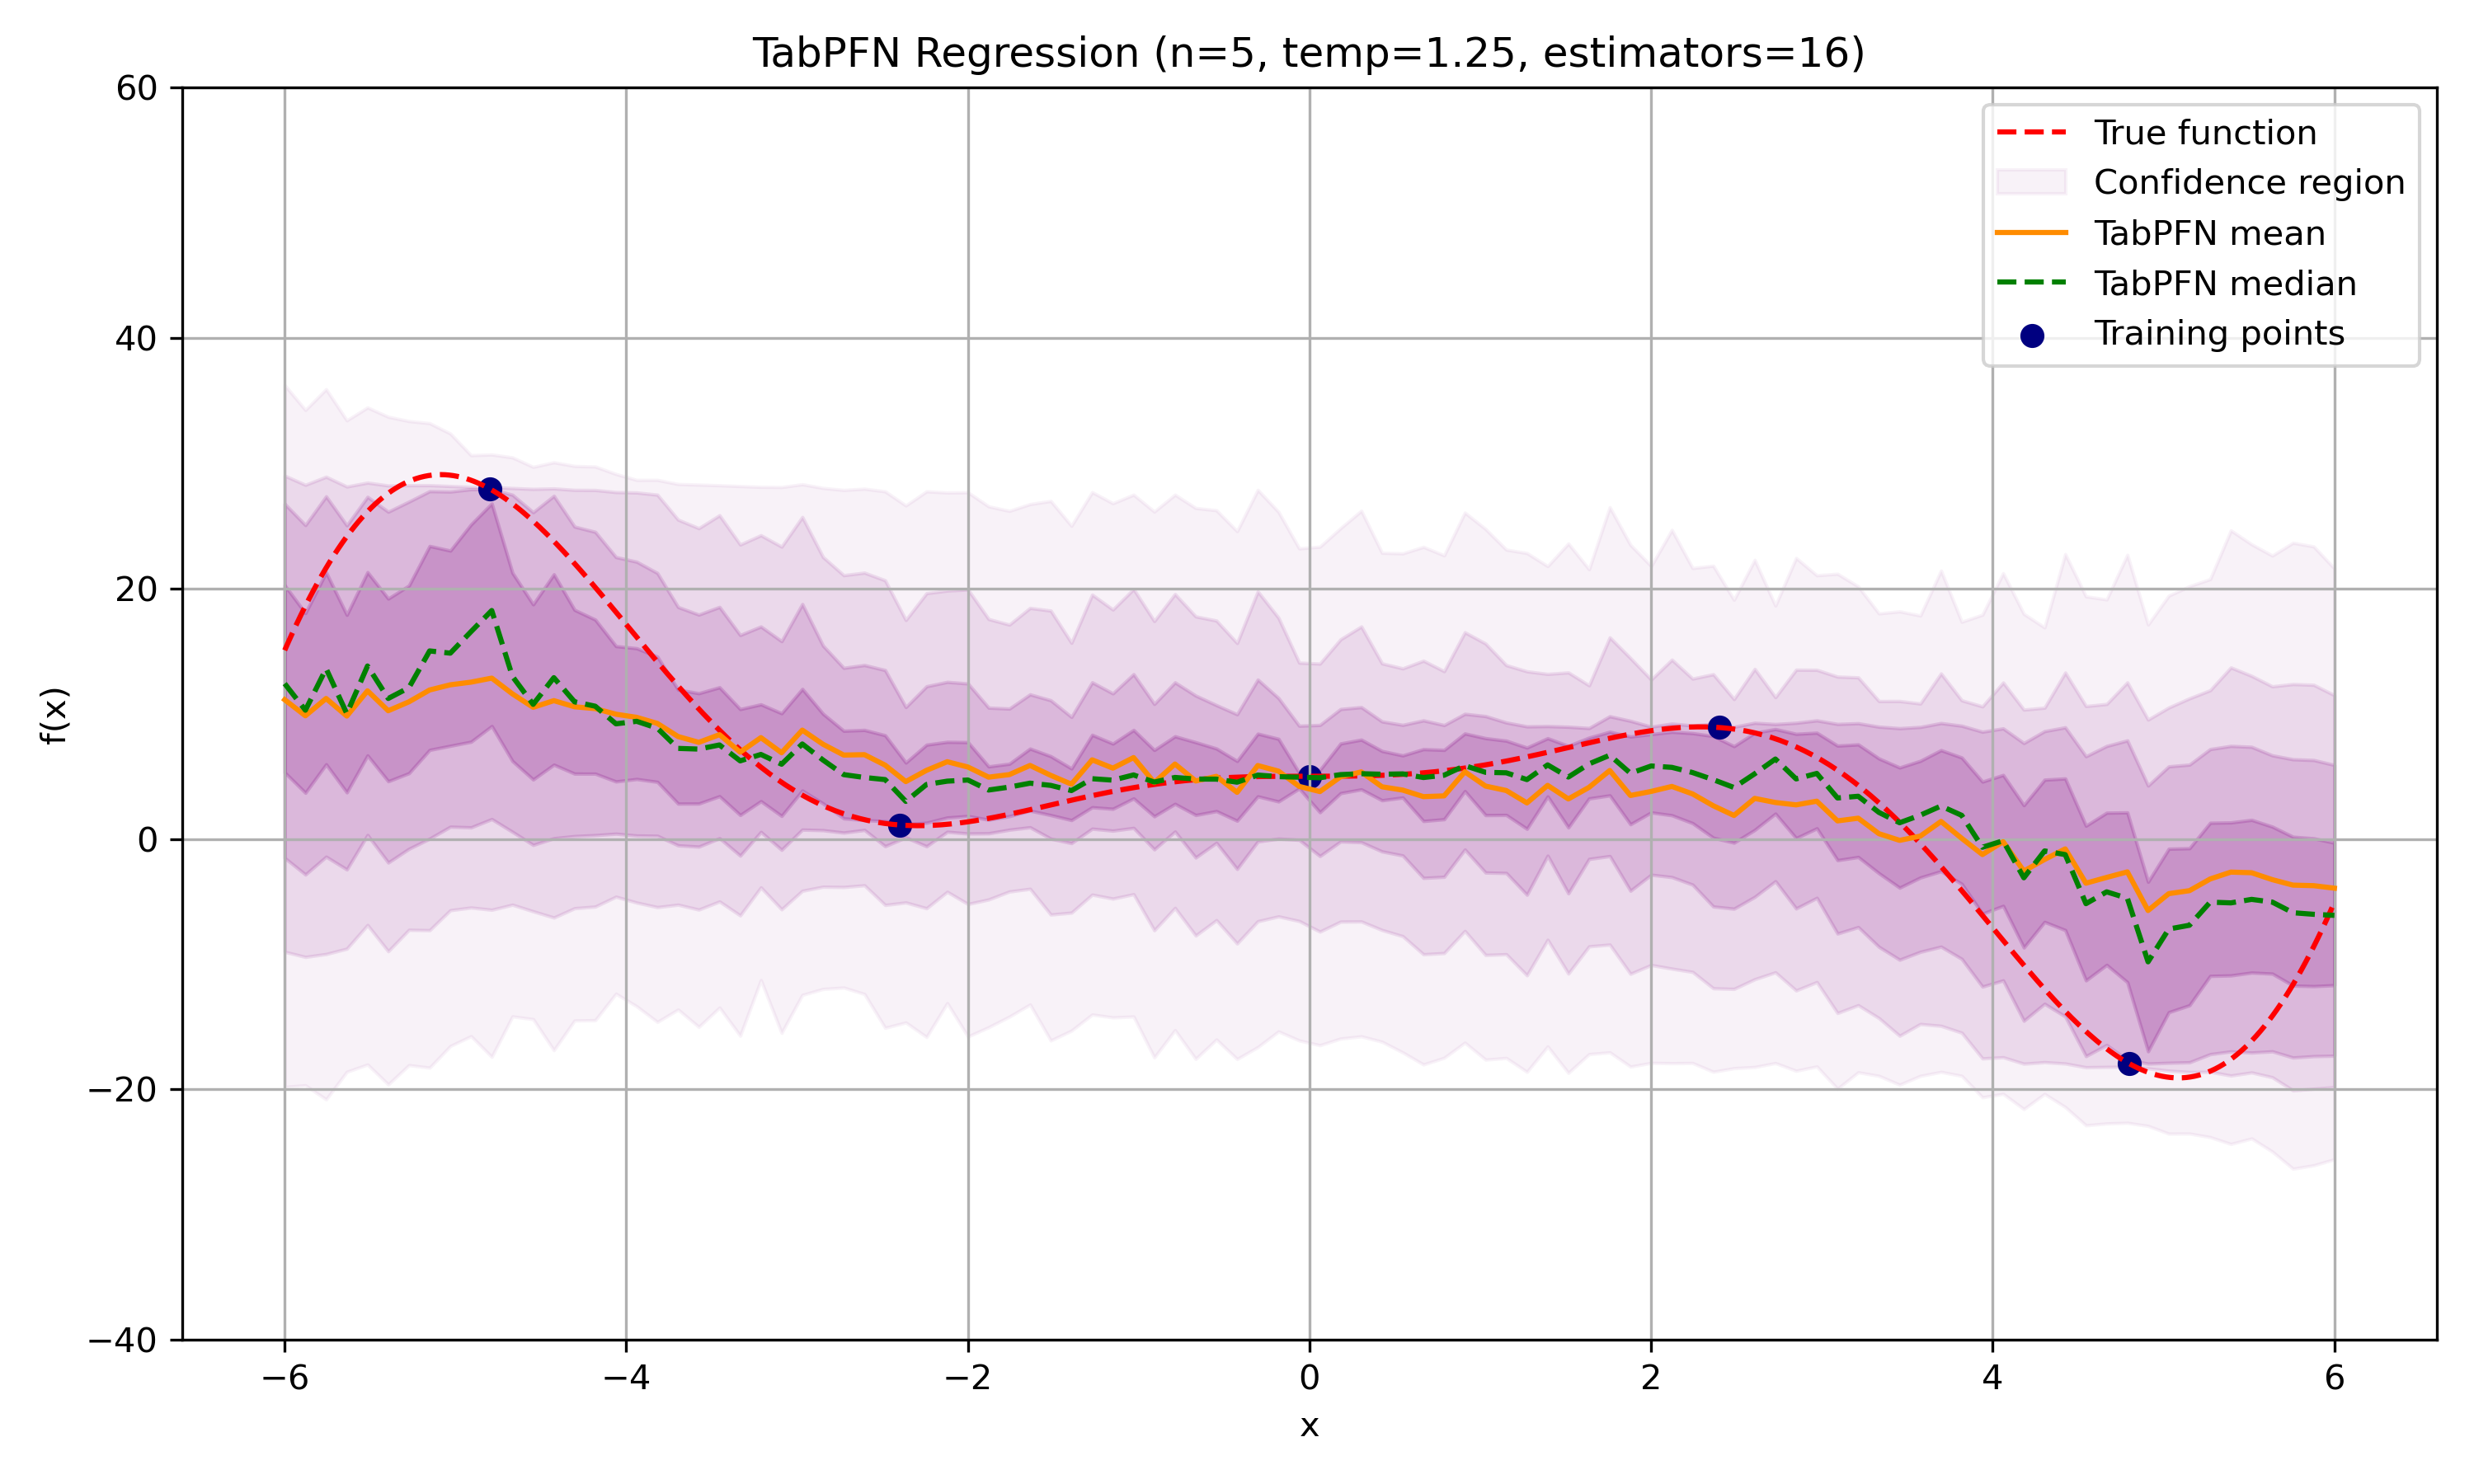 TabPFN Regression (n=5, temp=1.25, estimators=16)
60
40
20
0
−20
−40
f(x)
−6
−4
−2
0
2
4
6
x
True function
Confidence region
TabPFN mean
TabPFN median
Training points